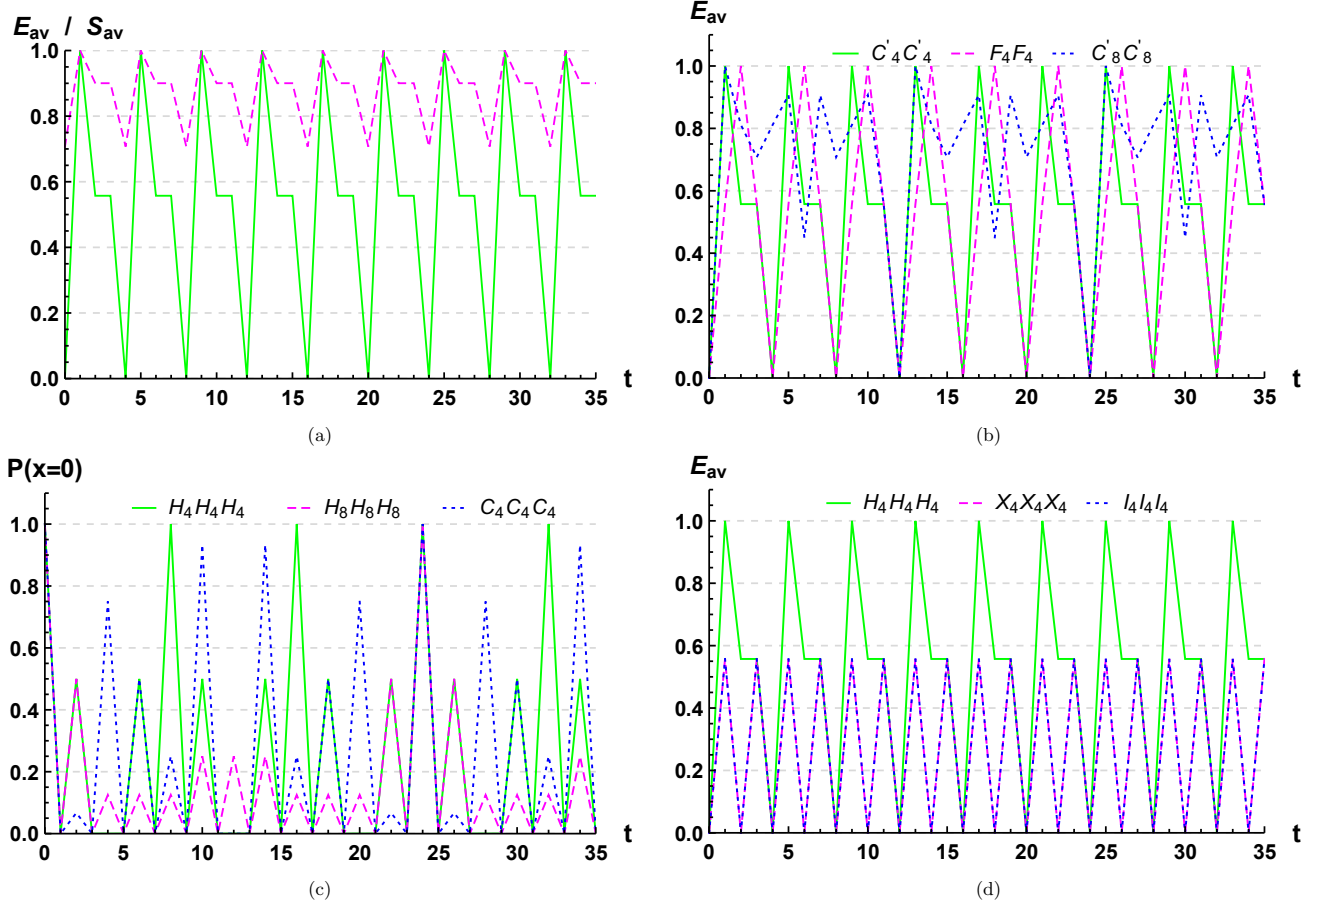 E_av / S_av
1.0
0.8
0.6
0.4
0.2
0.0
0 5 10 15 20 25 30 35 t
(a)
E_av
C'_4C'_4 F_4F_4 C'_8C'_8
1.0
0.8
0.6
0.4
0.2
0.0
0 5 10 15 20 25 30 35 t
(b)
P(x=0)
H_4H_4H_4 H_8H_8H_8 C_4C_4C_4
1.0
0.8
0.6
0.4
0.2
0.0
0 5 10 15 20 25 30 35 t
(c)
E_av
H_4H_4H_4 X_4X_4X_4 I_4I_4I_4
1.0
0.8
0.6
0.4
0.2
0.0
0 5 10 15 20 25 30 35 t
(d)